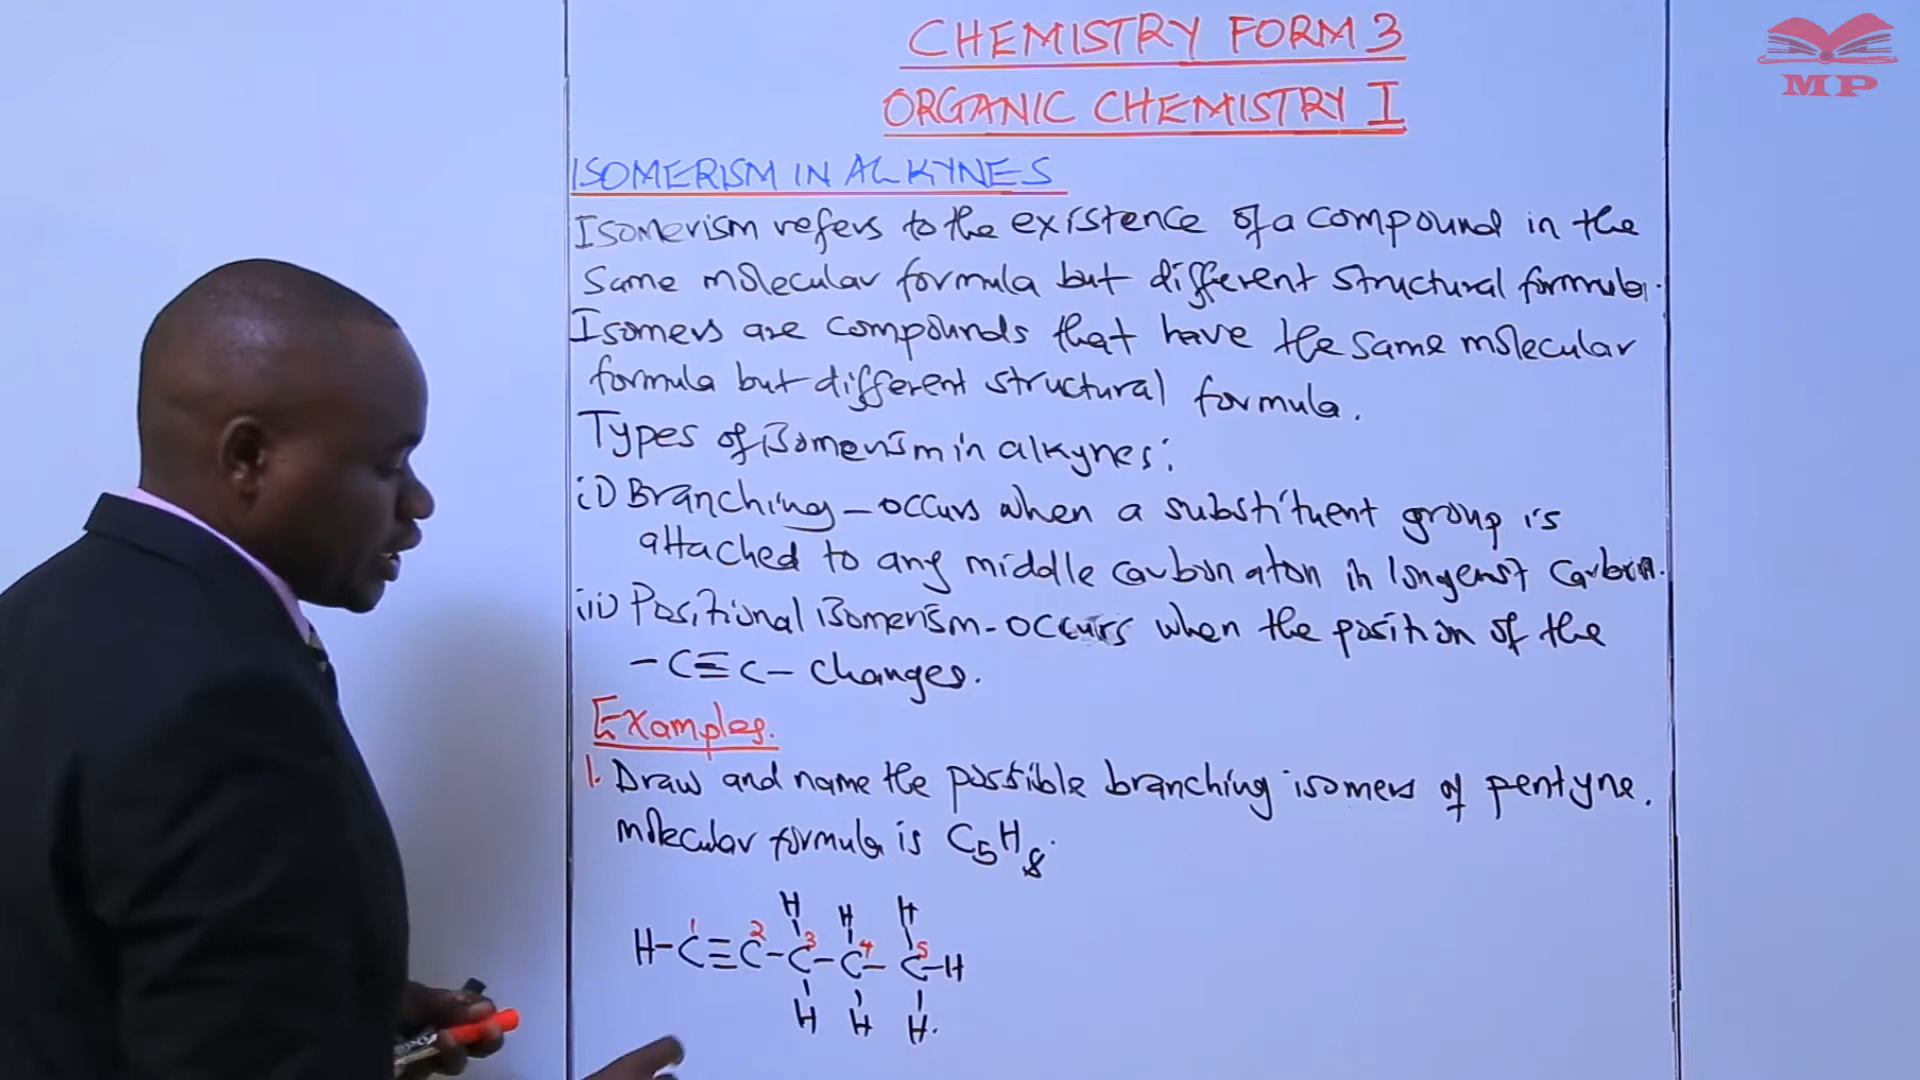 CHEMISTRY FORM 3
MP
ORGANIC CHEMISTRY I
ISOMERISM IN ALKYNES
Isomerism refers to the existence of a compound in the
same molecular formula but different structural formula.
Isomers are compounds that have the same molecular
formula but different structural formula.
Types of isomerism in alkynes:
i) Branching - occurs when a substituent group is
attached to any middle carbon atom in longenst carbon.
ii) Positional isomerism - occurs when the position of the
-C≡C- changes.
Examples.
1. Draw and name the possible branching isomers of pentyne.
molecular formula is C₅H₈.
H H H
1 2 3 4 5
H-C≡C-C-C-C-H
H H H.